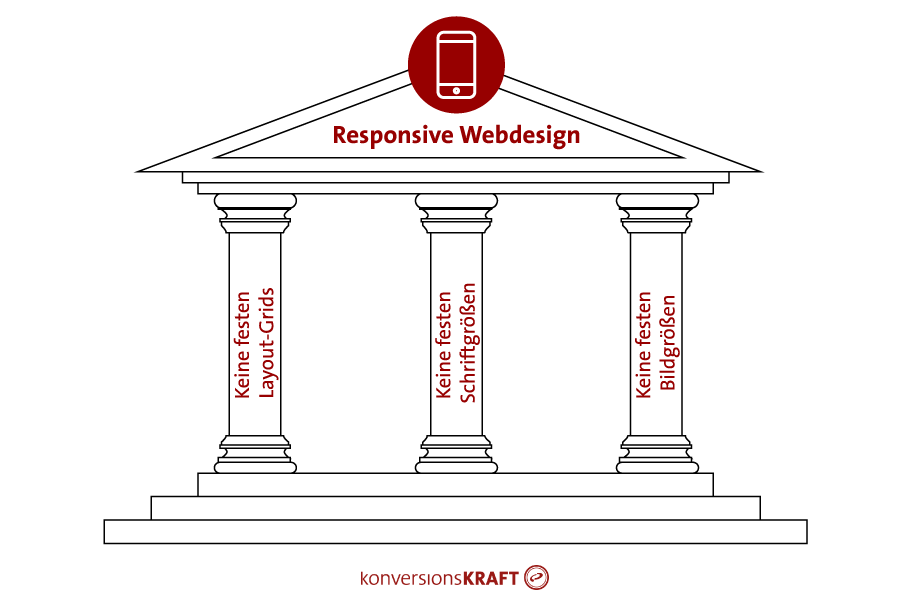 Responsive Webdesign
Keine festen
Layout-Grids
Keine festen
Schriftgrößen
Keine festen
Bildgrößen
konversionsKRAFT